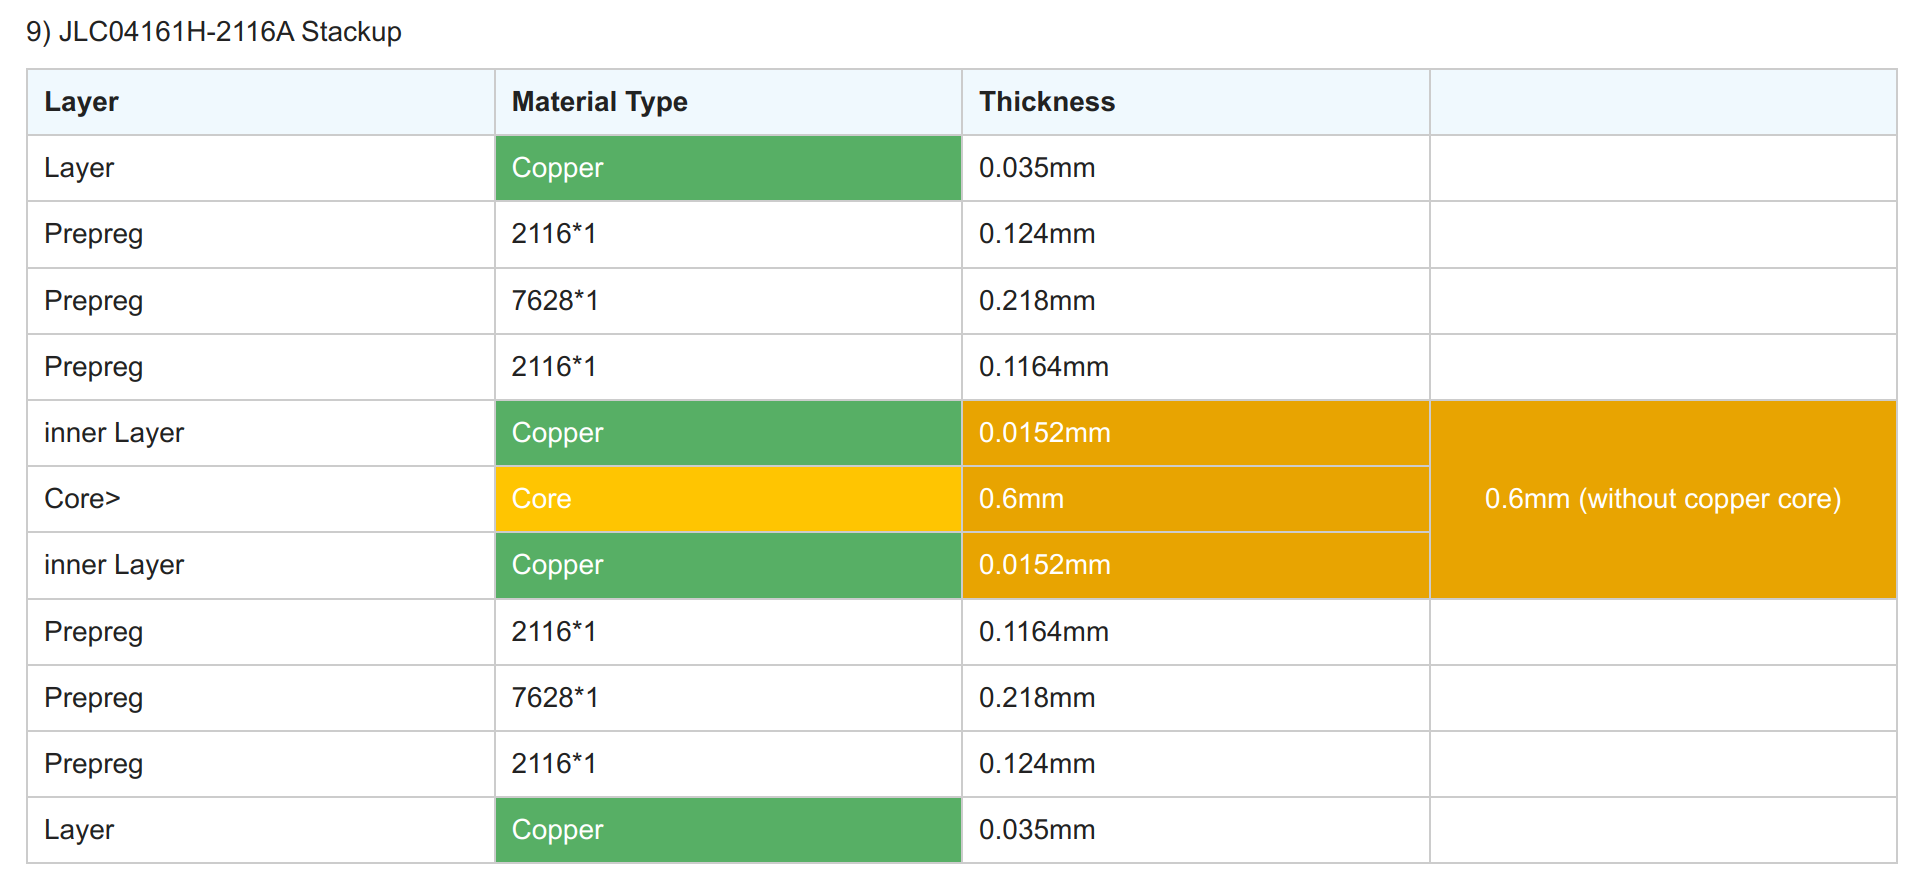 9) JLC04161H-2116A Stackup
Layer Material Type Thickness
Layer Copper 0.035mm
Prepreg 2116*1 0.124mm
Prepreg 7628*1 0.218mm
Prepreg 2116*1 0.1164mm
inner Layer Copper 0.0152mm
Core> Core 0.6mm 0.6mm (without copper core)
inner Layer Copper 0.0152mm
Prepreg 2116*1 0.1164mm
Prepreg 7628*1 0.218mm
Prepreg 2116*1 0.124mm
Layer Copper 0.035mm